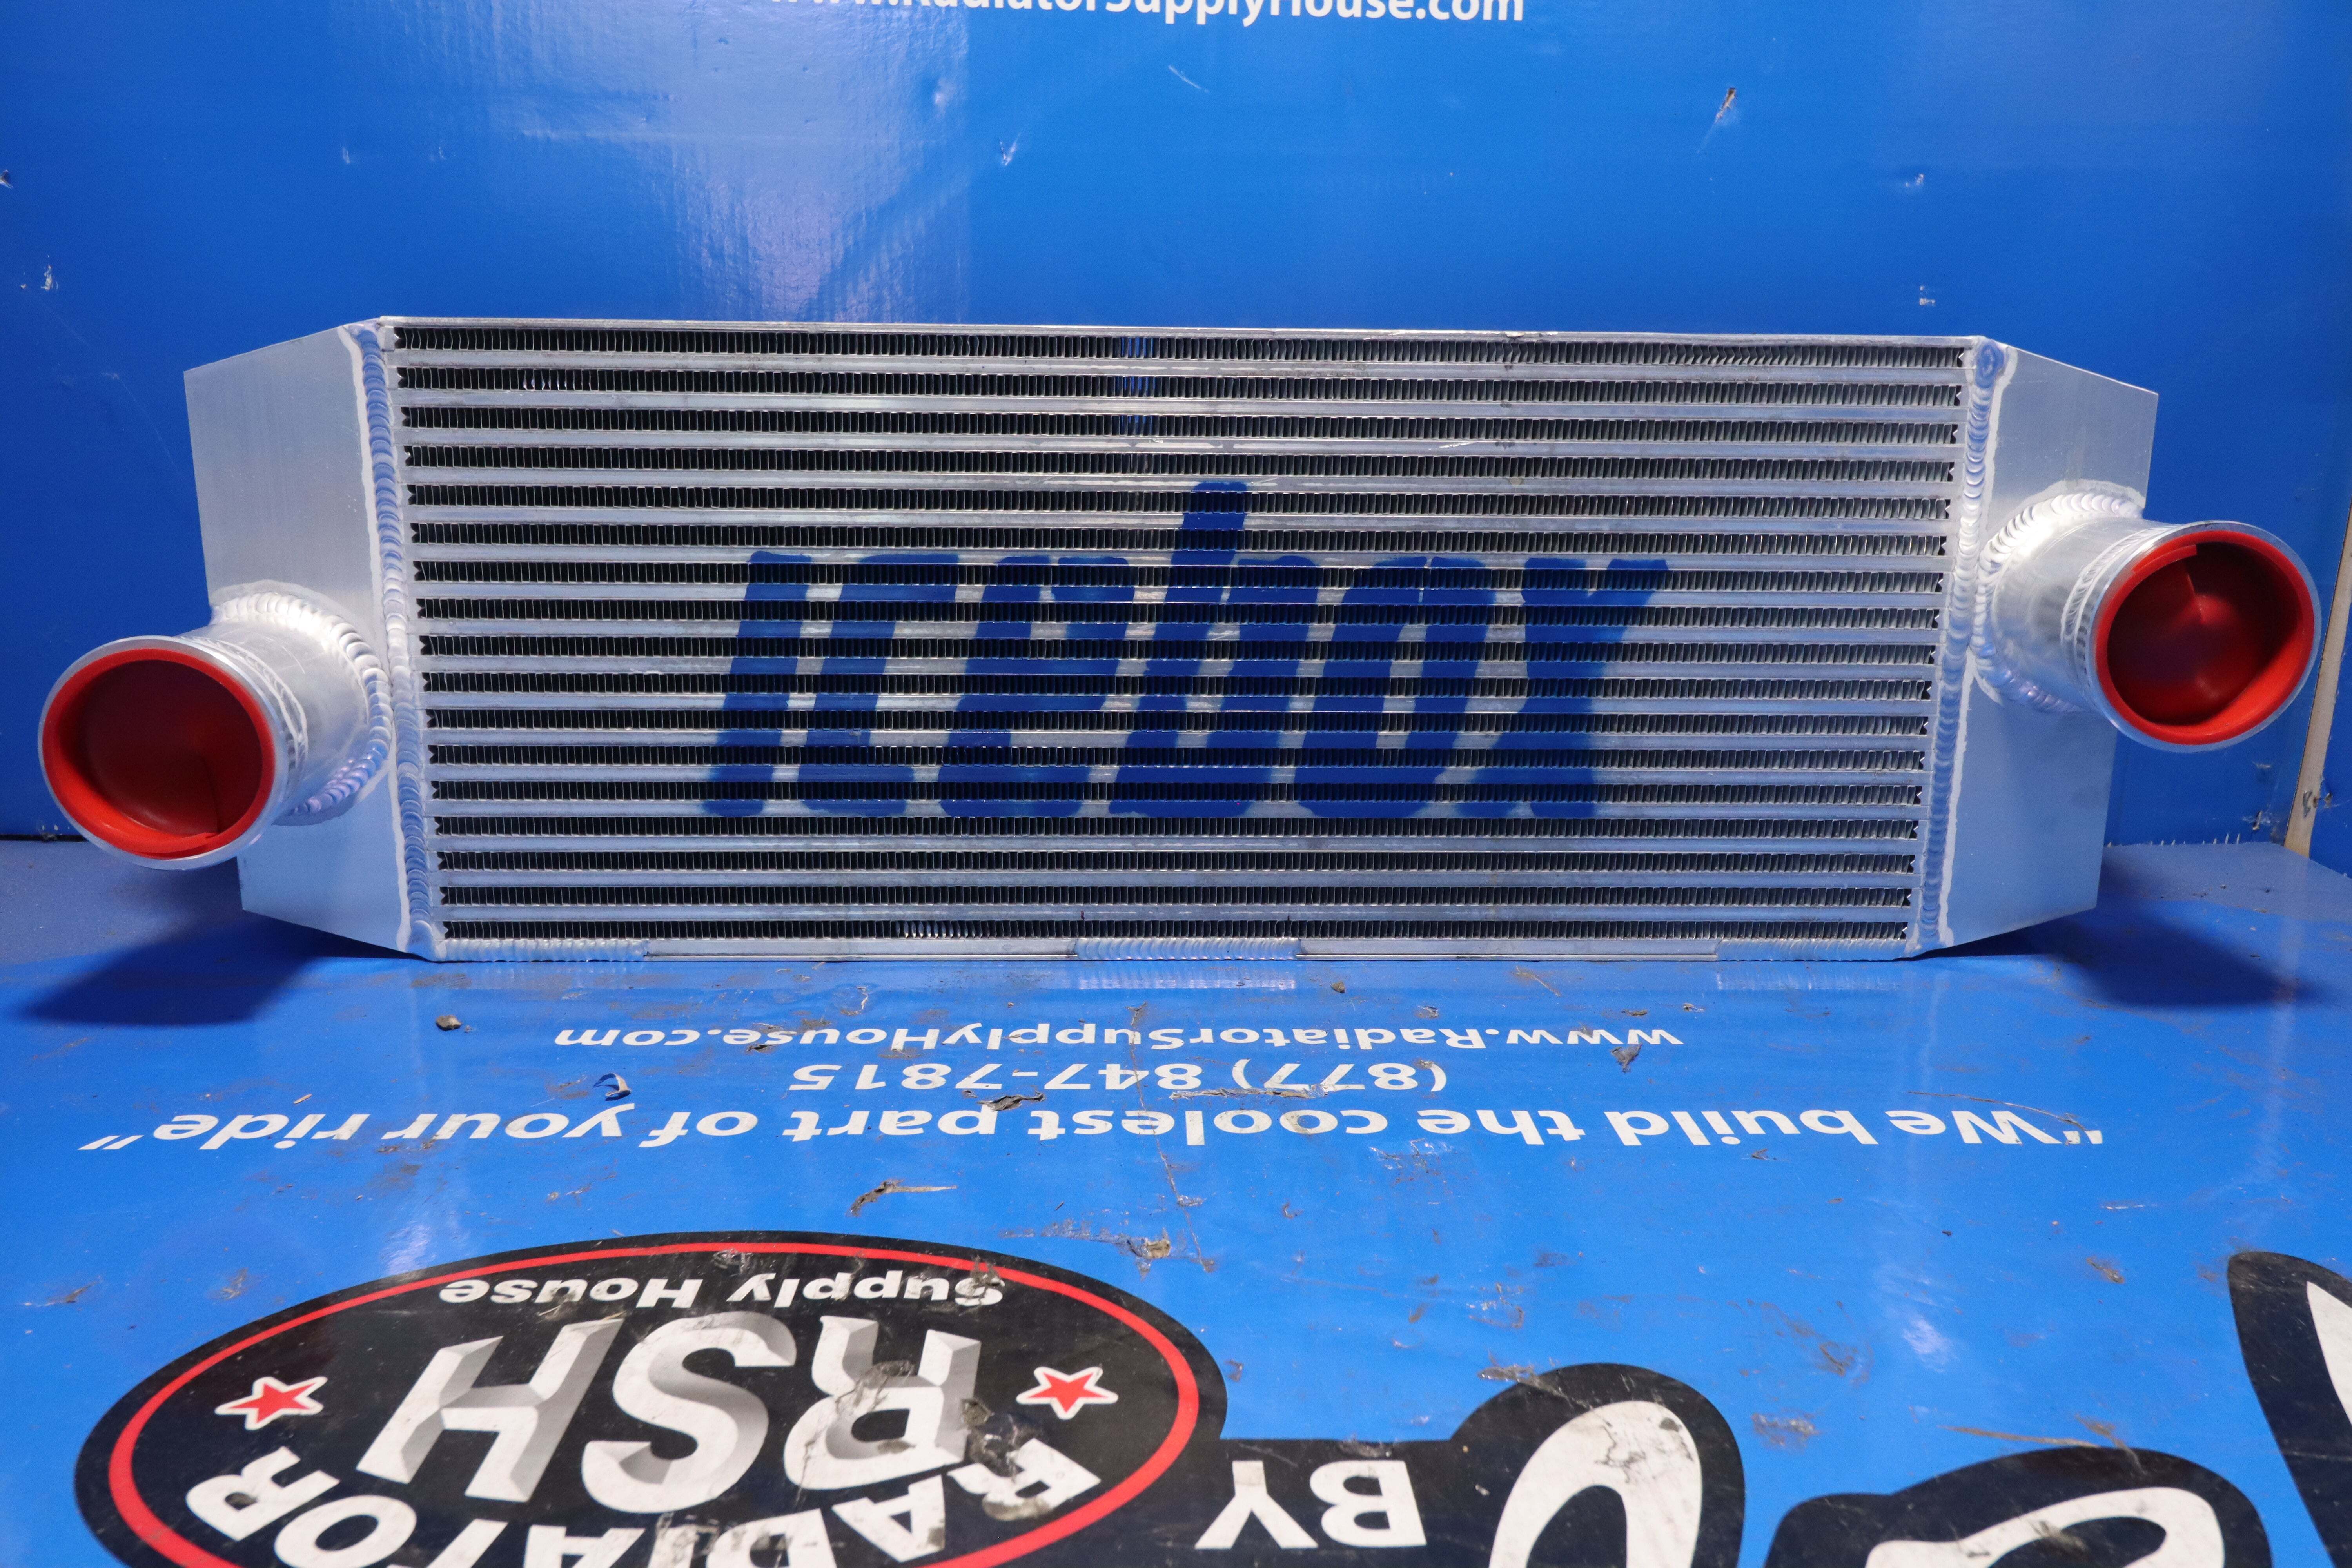 www.RadiatorSupplyHouse.com
Icebox
www.RadiatorSupplyHouse.com
(877) 847-7815
"We build the coolest part of your ride"
Supply House
RSH
RADIATOR
BY